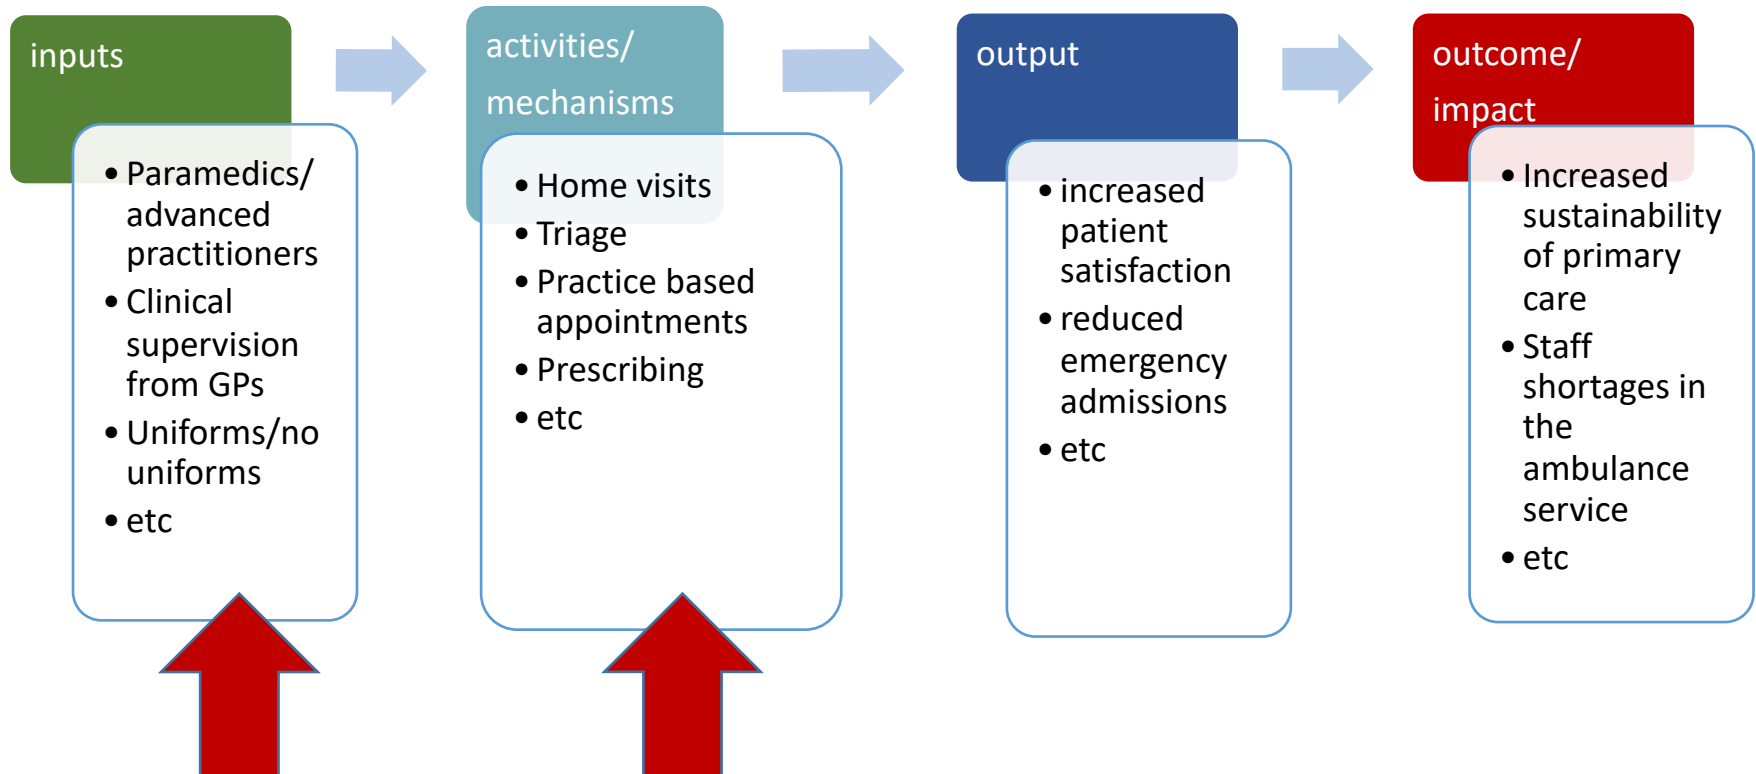 inputs
• Paramedics/
advanced
practitioners
• Clinical
supervision
from GPs
• Uniforms/no
uniforms
• etc
activities/
mechanisms
• Home visits
• Triage
• Practice based
appointments
• Prescribing
• etc
output
• increased
patient
satisfaction
• reduced
emergency
admissions
• etc
outcome/
impact
• Increased
sustainability
of primary
care
• Staff
shortages in
the
ambulance
service
• etc